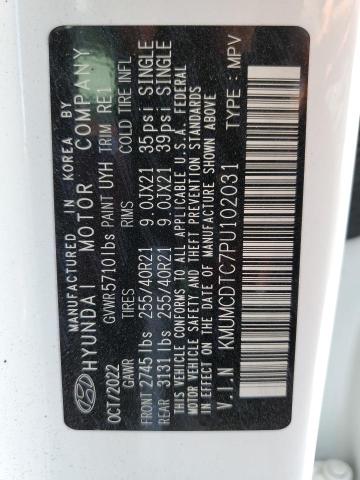 MANUFACTURED IN KOREA BY
HYUNDAI MOTOR COMPANY
OCT/2022 GVWR 5710 lbs PAINT UYH TRIM RE1
GAWR TIRES RIMS COLD TIRE INFL
FRONT 2745 lbs 255/40R21 9.0JX21 35psi SINGLE
REAR 3131 lbs 255/40R21 9.0JX21 39psi SINGLE
THIS VEHICLE CONFORMS TO ALL APPLICABLE U.S.A. FEDERAL
MOTOR VEHICLE SAFETY AND THEFT PREVENTION STANDARDS
IN EFFECT ON THE DATE OF MANUFACTURE SHOWN ABOVE
V.I.N KMUMCDTC7PU102031 TYPE : MPV